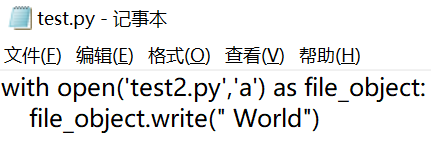 test.py - 记事本
文件(F) 编辑(E) 格式(O) 查看(V) 帮助(H)
with open('test2.py','a') as file_object:
    file_object.write(" World")